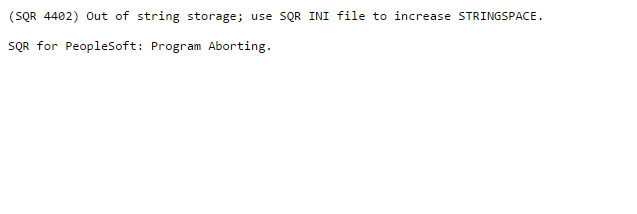 (SQR 4402) Out of string storage; use SQR INI file to increase STRINGSPACE.
SQR for PeopleSoft: Program Aborting.